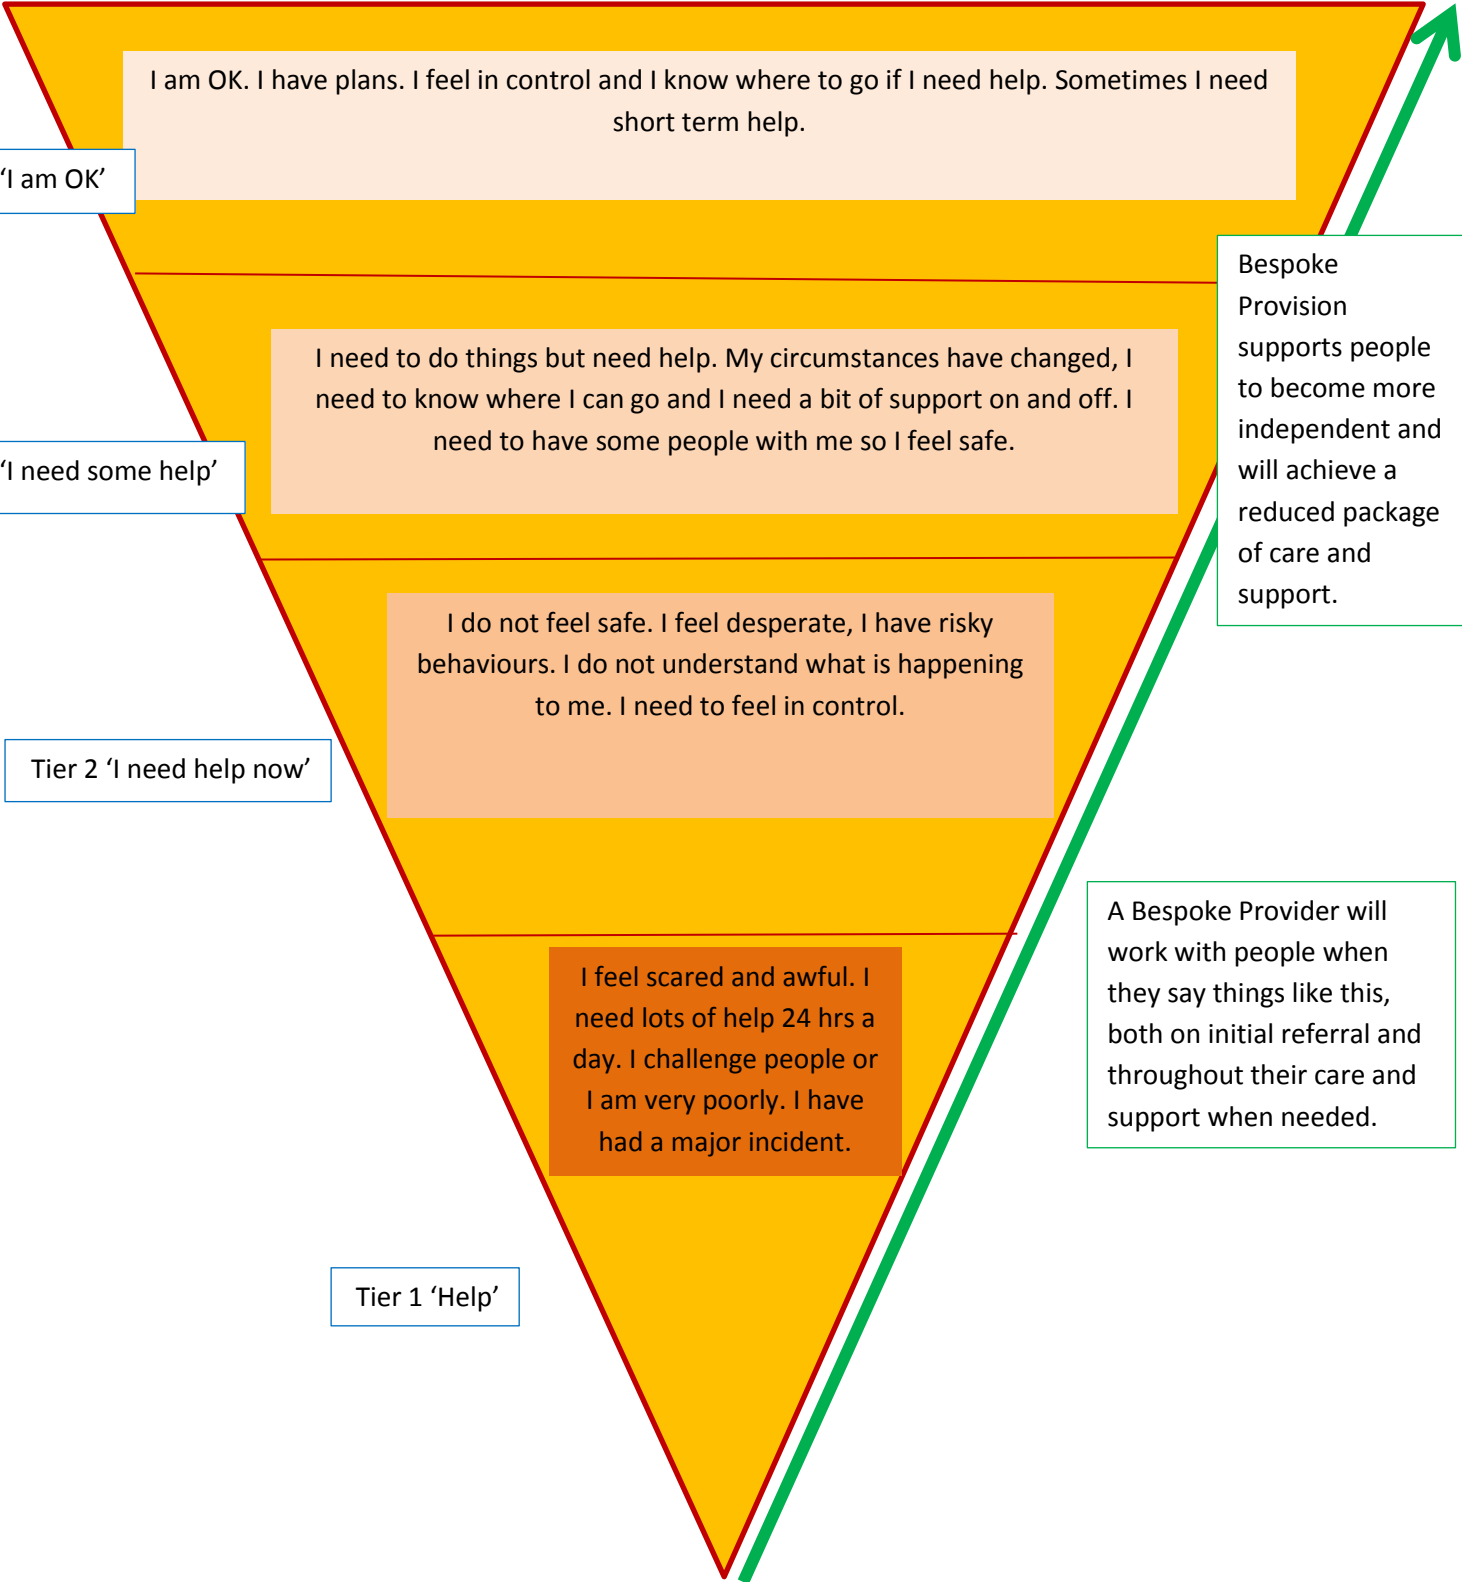 I am OK. I have plans. I feel in control and I know where to go if I need help. Sometimes I need
short term help.
‘I am OK’
I need to do things but need help. My circumstances have changed, I
need to know where I can go and I need a bit of support on and off. I
need to have some people with me so I feel safe.
‘I need some help’
Bespoke
Provision
supports people
to become more
independent and
will achieve a
reduced package
of care and
support.
I do not feel safe. I feel desperate, I have risky
behaviours. I do not understand what is happening
to me. I need to feel in control.
Tier 2 ‘I need help now’
I feel scared and awful. I
need lots of help 24 hrs a
day. I challenge people or
I am very poorly. I have
had a major incident.
A Bespoke Provider will
work with people when
they say things like this,
both on initial referral and
throughout their care and
support when needed.
Tier 1 ‘Help’